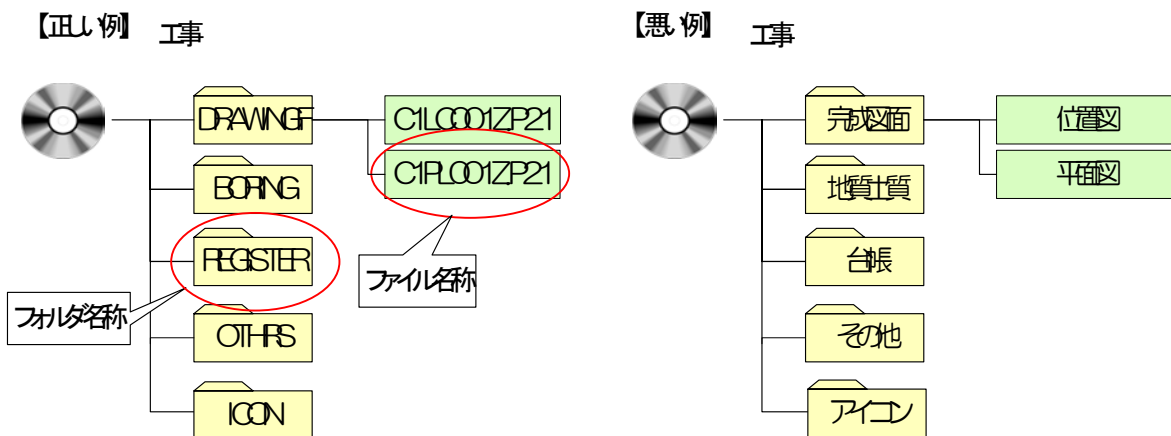 【正しい例】 工事
DRAWINGF
C1LC001Z.P21
C1PL001Z.P21
BORING
REGISTER
ファイル名称
フォルダ名称
OTHRS
ICON
【悪い例】 工事
完成図面
位置図
平面図
地質土質
台帳
その他
アイコン